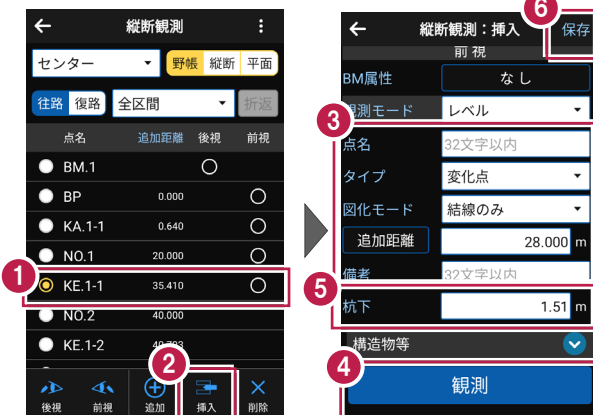 縦断観測
センター 野帳 縦断 平面
往路 復路 全区間 折返
点名 追加距離 後視 前視
BM.1
BP 0.000
KA.1-1 0.640
NO.1 20.000
1
KE.1-1 35.410
NO.2 40.000
KE.1-2
2
後視 前視 追加 挿入 削除
6
縦断観測：挿入 保存
前視
BM属性 なし
観測モード レベル
3
点名 32文字以内
タイプ 変化点
図化モード 結線のみ
追加距離 28.000 m
備考 32文字以内
5
杭下 1.51 m
構造物等
4
観測